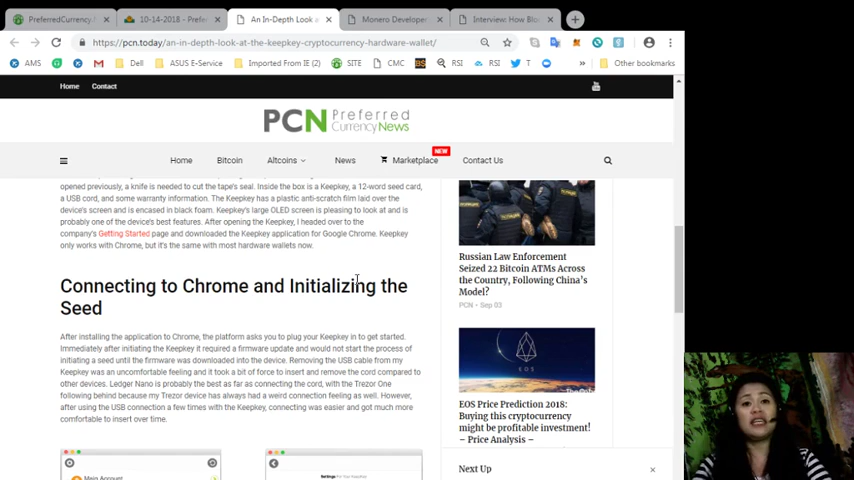 PreferredCurrency.N
10-14-2018 - Prefer
An In-Depth Look a
Monero Developer
Interview: How Blo
https://pcn.today/an-in-depth-look-at-the-keepkey-cryptocurrency-hardware-wallet/
AMS
Dell
ASUS E-Service
Imported From IE (2)
SITE
CMC
RSI
RSI
T
»
Other bookmarks
Home
Contact
PCN Preferred
Currency News
Home
Bitcoin
Altcoins
News
NEW
Marketplace
Contact Us
opened previously, a knife is needed to cut the tape's seal. Inside the box is a Keepkey, a 12-word seed card,
a USB cord, and some warranty information. The Keepkey has a plastic anti-scratch film laid over the
device's screen and is encased in black foam. Keepkey's large OLED screen is pleasing to look at and is
probably one of the device's best features. After opening the Keepkey, I headed over to the
company's Getting Started page and downloaded the Keepkey application for Google Chrome. Keepkey
only works with Chrome, but it's the same with most hardware wallets now.
Connecting to Chrome and Initializing the
Seed
After installing the application to Chrome, the platform asks you to plug your Keepkey in to get started.
Immediately after initiating the Keepkey it required a firmware update and would not start the process of
initiating a seed until the firmware was downloaded into the device. Removing the USB cable from my
Keepkey was an uncomfortable feeling and it took a bit of force to insert and remove the cord compared to
other devices. Ledger Nano is probably the best as far as connecting the cord, with the Trezor One
following behind because my Trezor device has always had a weird connection feeling as well. However,
after using the USB connection a few times with the Keepkey, connecting was easier and got much more
comfortable to insert over time.
Main Account
Settings For Your KeepKey
Russian Law Enforcement
Seized 22 Bitcoin ATMs Across
the Country, Following China's
Model?
PCN - Sep 03
EOS
EOS Price Prediction 2018:
Buying this cryptocurrency
might be profitable investment!
– Price Analysis –
Next Up